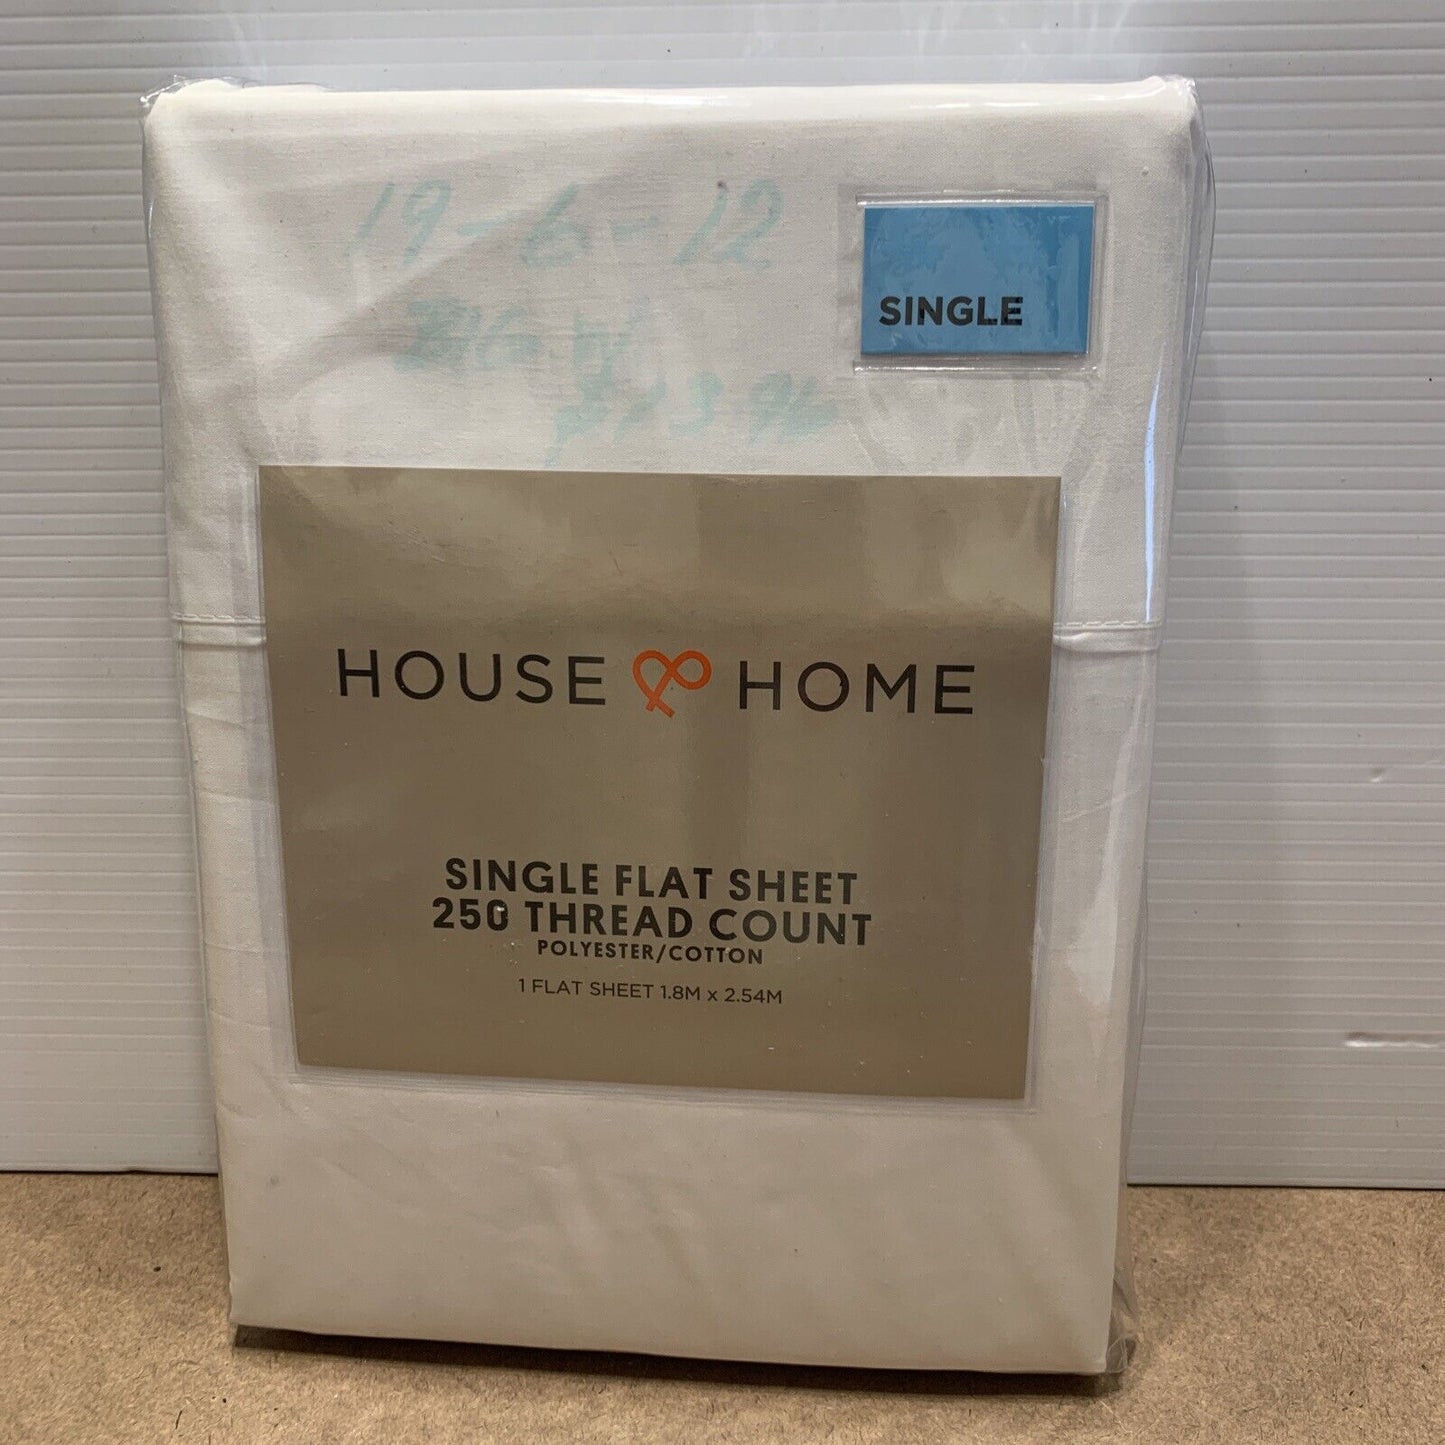 19-6-12
SINGLE
HOUSE HOME
SINGLE FLAT SHEET
250 THREAD COUNT
POLYESTER/COTTON
1 FLAT SHEET 1.8M x 2.54M